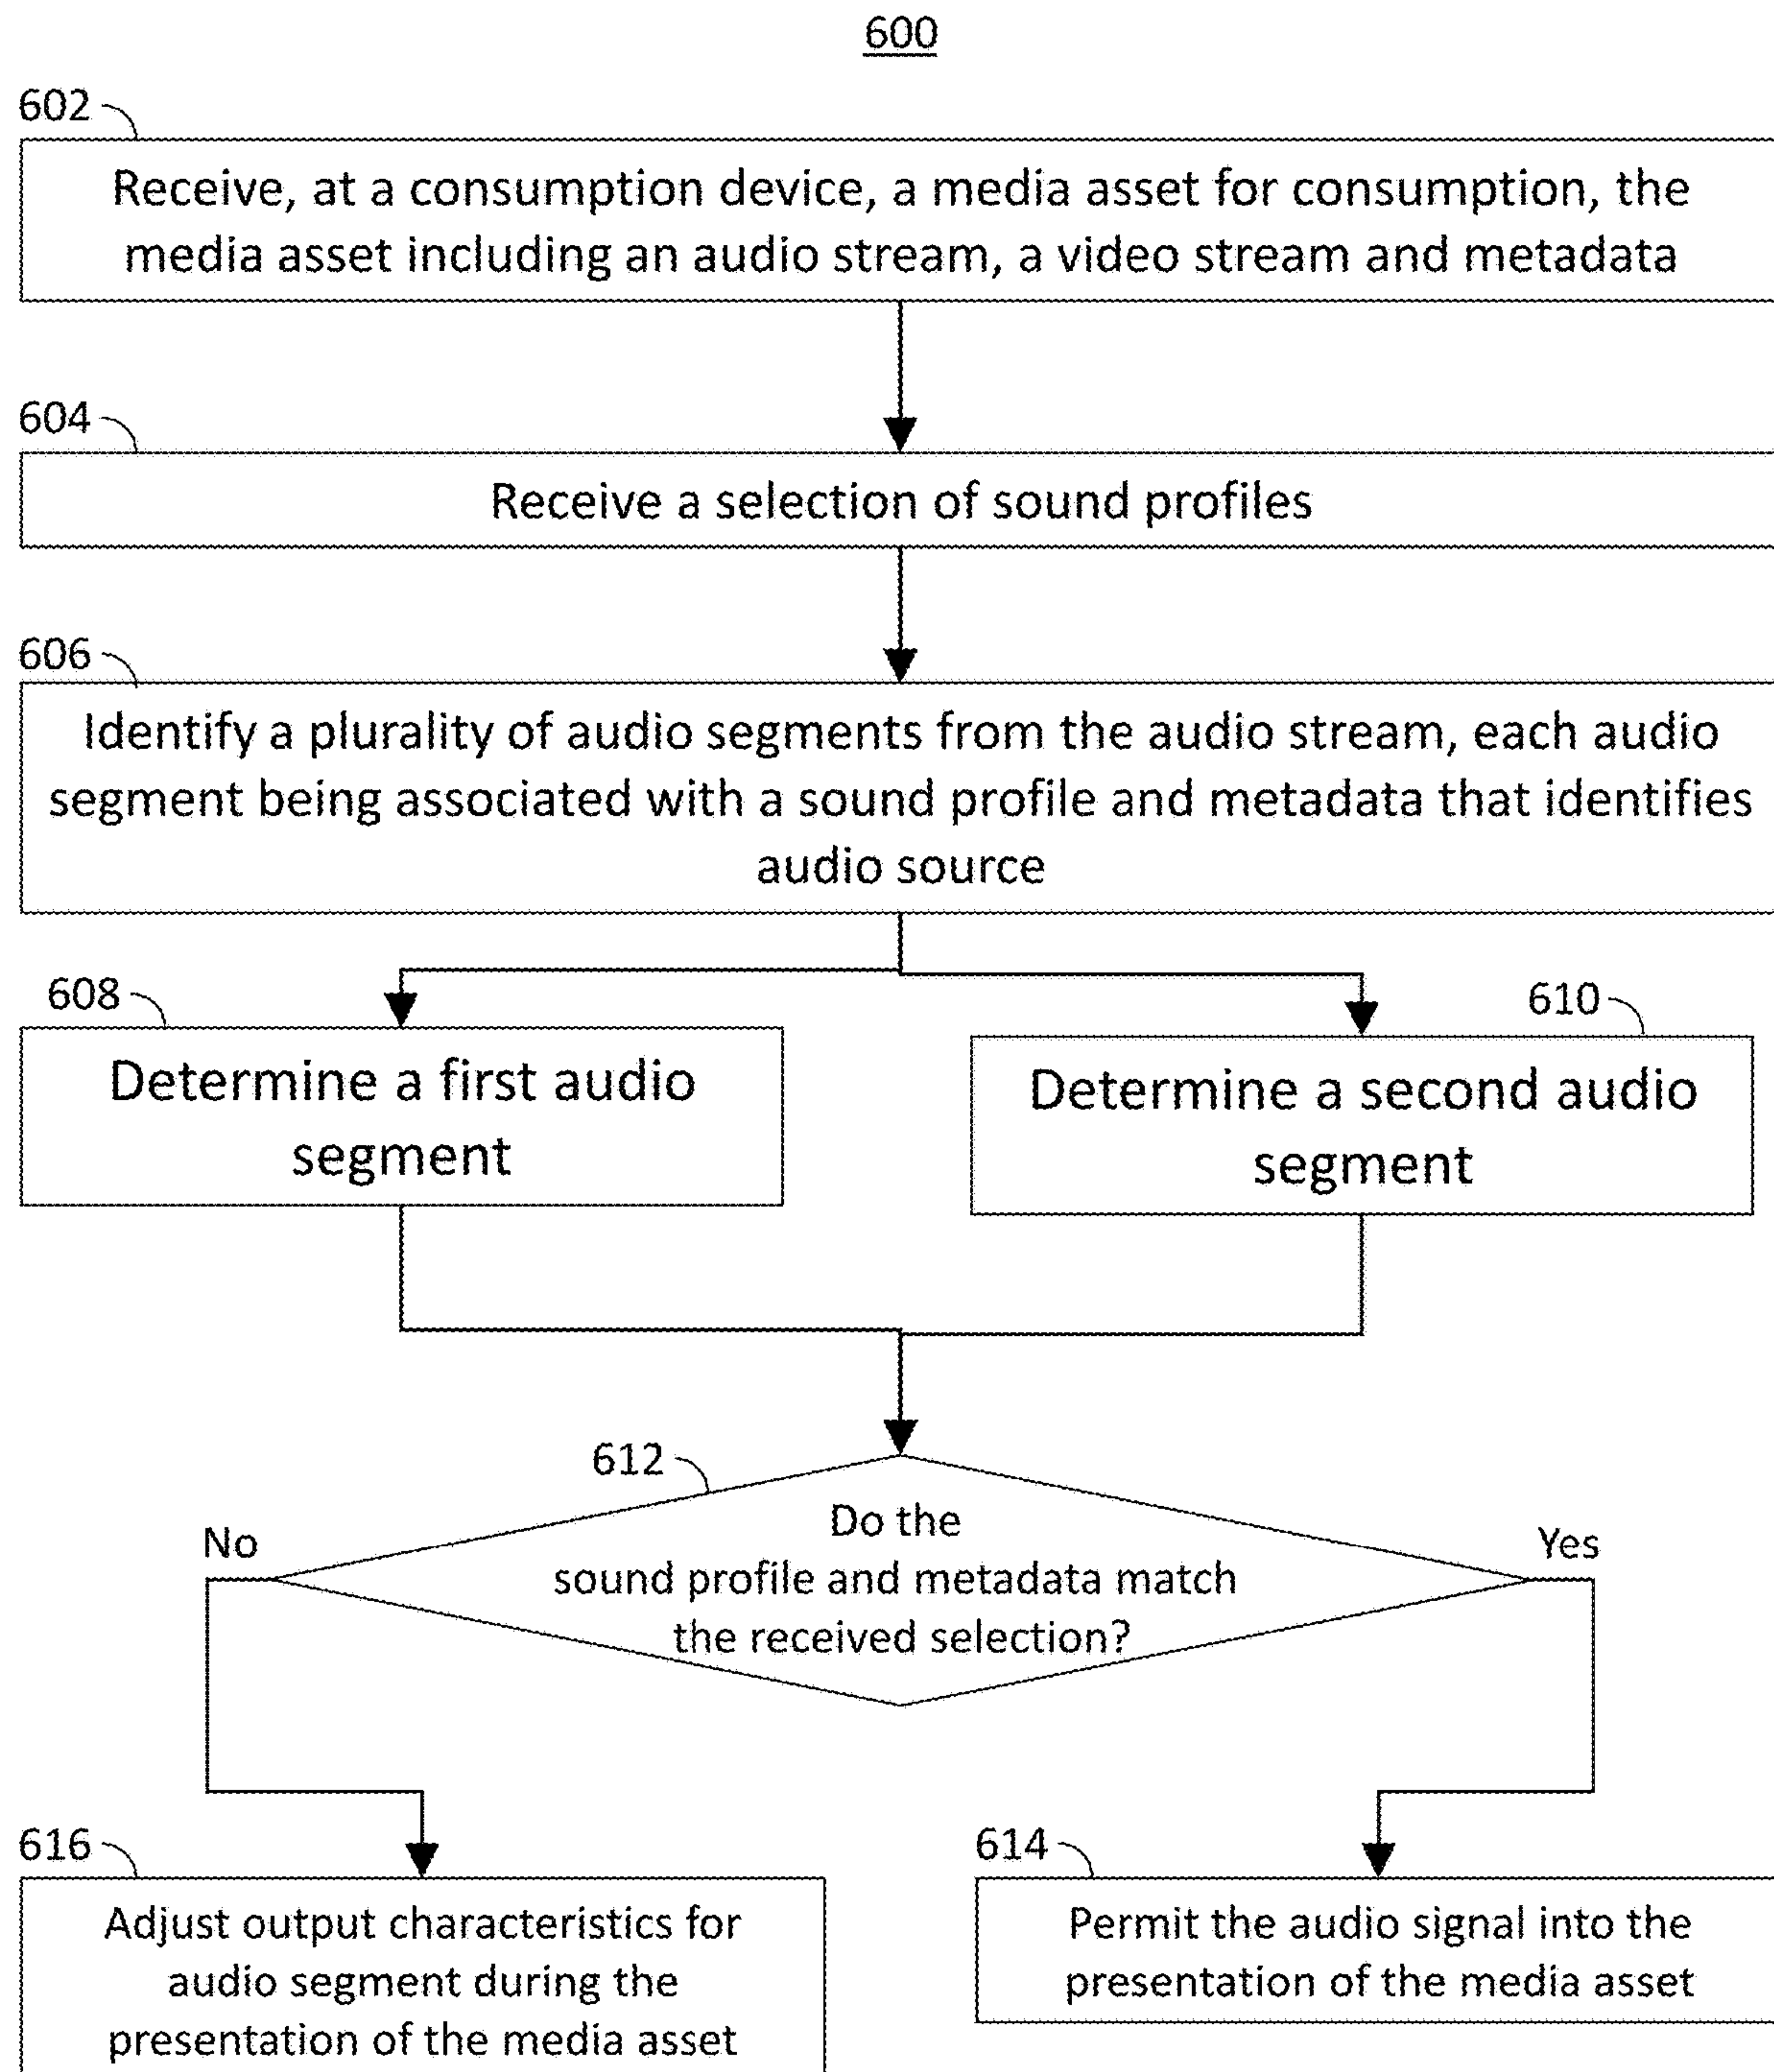 600
602
Receive, at a consumption device, a media asset for consumption, the
media asset including an audio stream, a video stream and metadata
604
Receive a selection of sound profiles
606
Identify a plurality of audio segments from the audio stream, each audio
segment being associated with a sound profile and metadata that identifies
audio source
608
Determine a first audio
segment
610
Determine a second audio
segment
612
Do the
sound profile and metadata match
the received selection?
No
Yes
616
Adjust output characteristics for
audio segment during the
presentation of the media asset
614
Permit the audio signal into the
presentation of the media asset